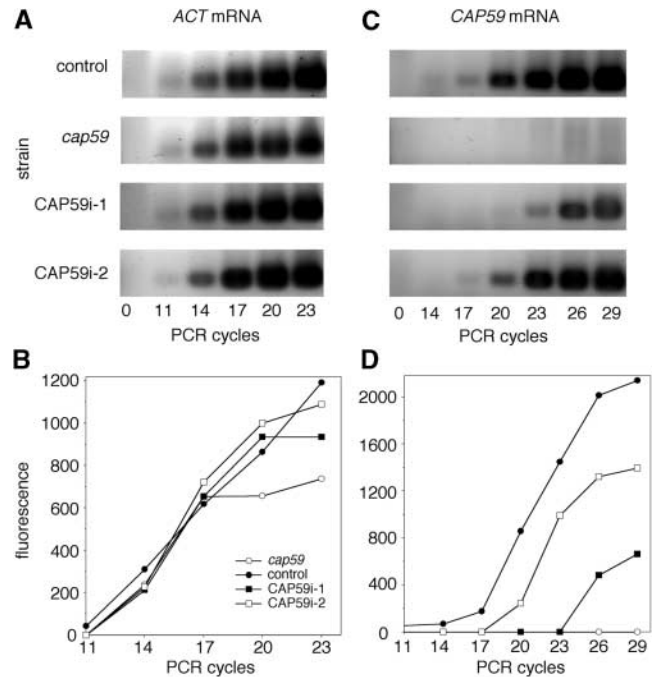 A
ACT mRNA
C
CAP59 mRNA
control
cap59
CAP59i-1
CAP59i-2
strain
0 11 14 17 20 23
PCR cycles
0 14 17 20 23 26 29
PCR cycles
B
1200
1000
800
600
400
200
0
fluorescence
11 14 17 20 23
PCR cycles
cap59
control
CAP59i-1
CAP59i-2
D
2000
1600
1200
800
400
0
11 14 17 20 23 26 29
PCR cycles